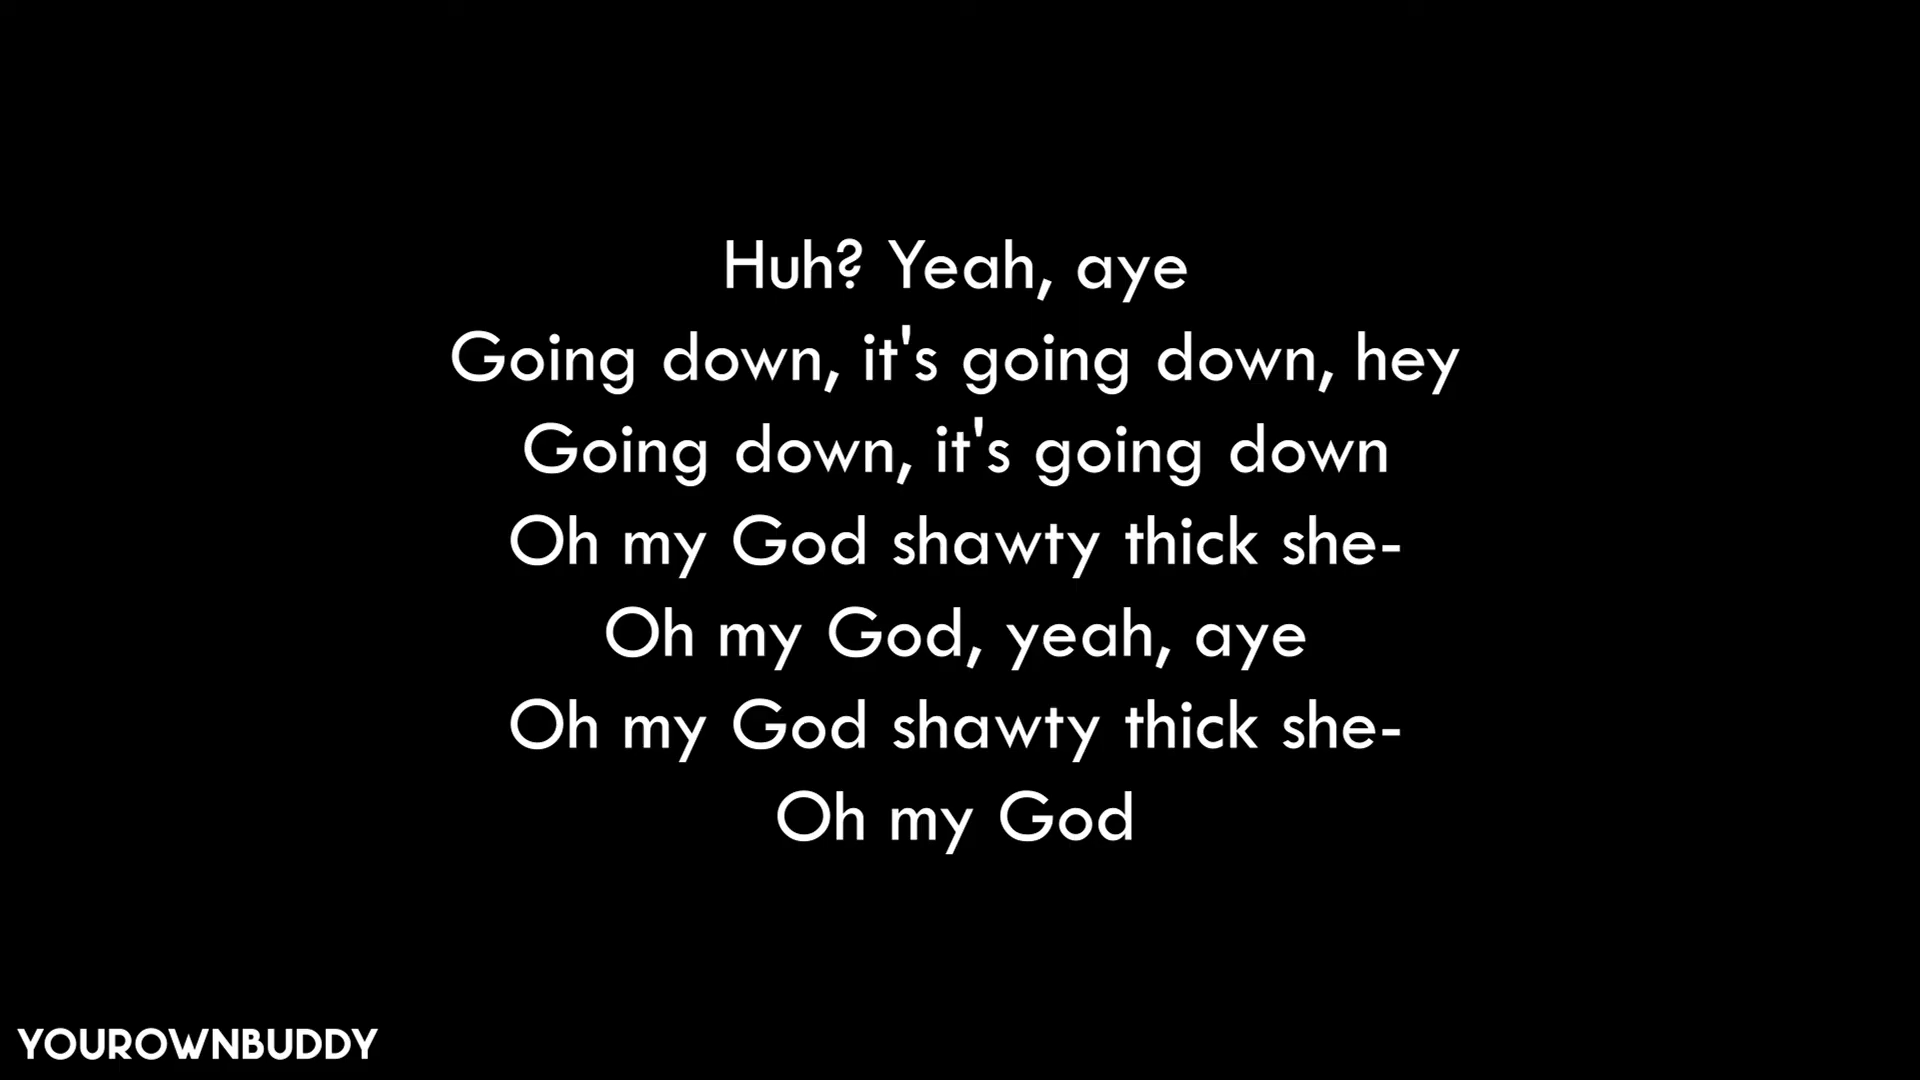 Huh? Yeah, aye
Going down, it's going down, hey
Going down, it's going down
Oh my God shawty thick she-
Oh my God, yeah, aye
Oh my God shawty thick she-
Oh my God
YOUROWNBUDDY